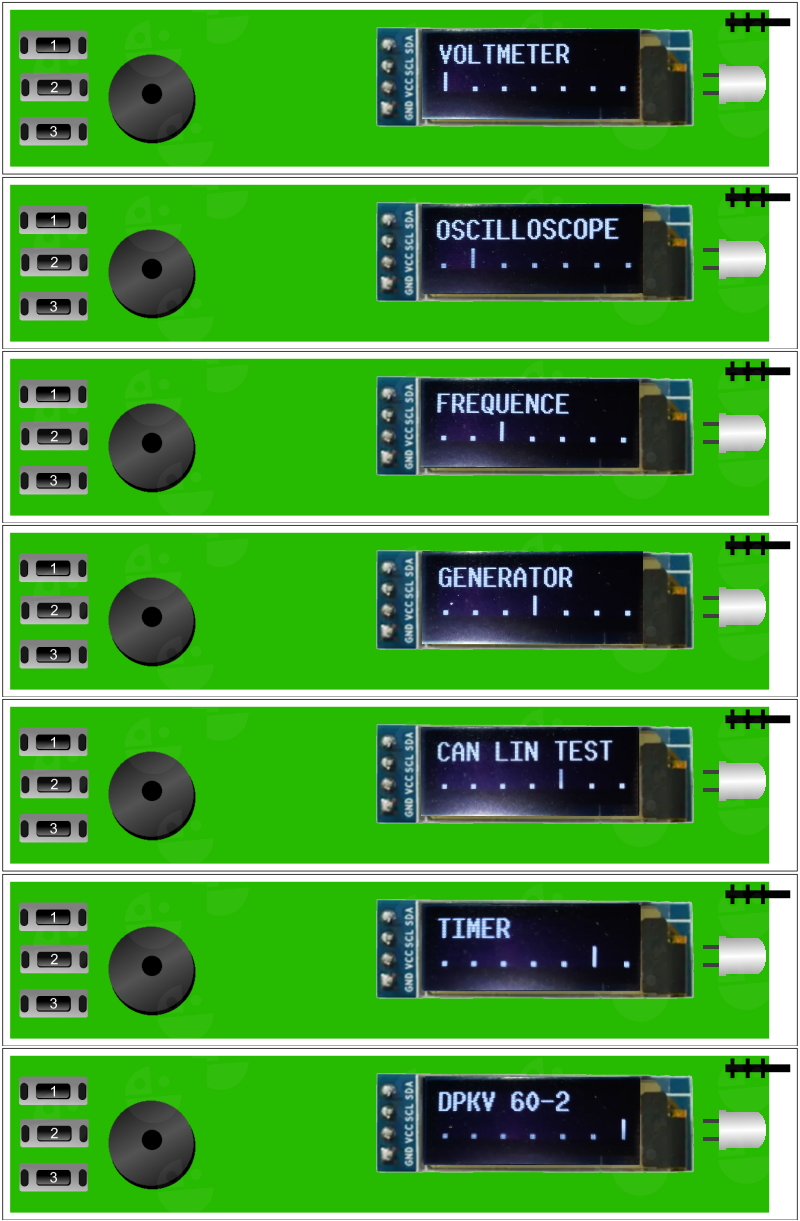 1
2
3
GND VCC SCL SDA
VOLTMETER
1
2
3
GND VCC SCL SDA
OSCILLOSCOPE
1
2
3
GND VCC SCL SDA
FREQUENCE
1
2
3
GND VCC SCL SDA
GENERATOR
1
2
3
GND VCC SCL SDA
CAN LIN TEST
1
2
3
GND VCC SCL SDA
TIMER
1
2
3
GND VCC SCL SDA
DPKV 60-2